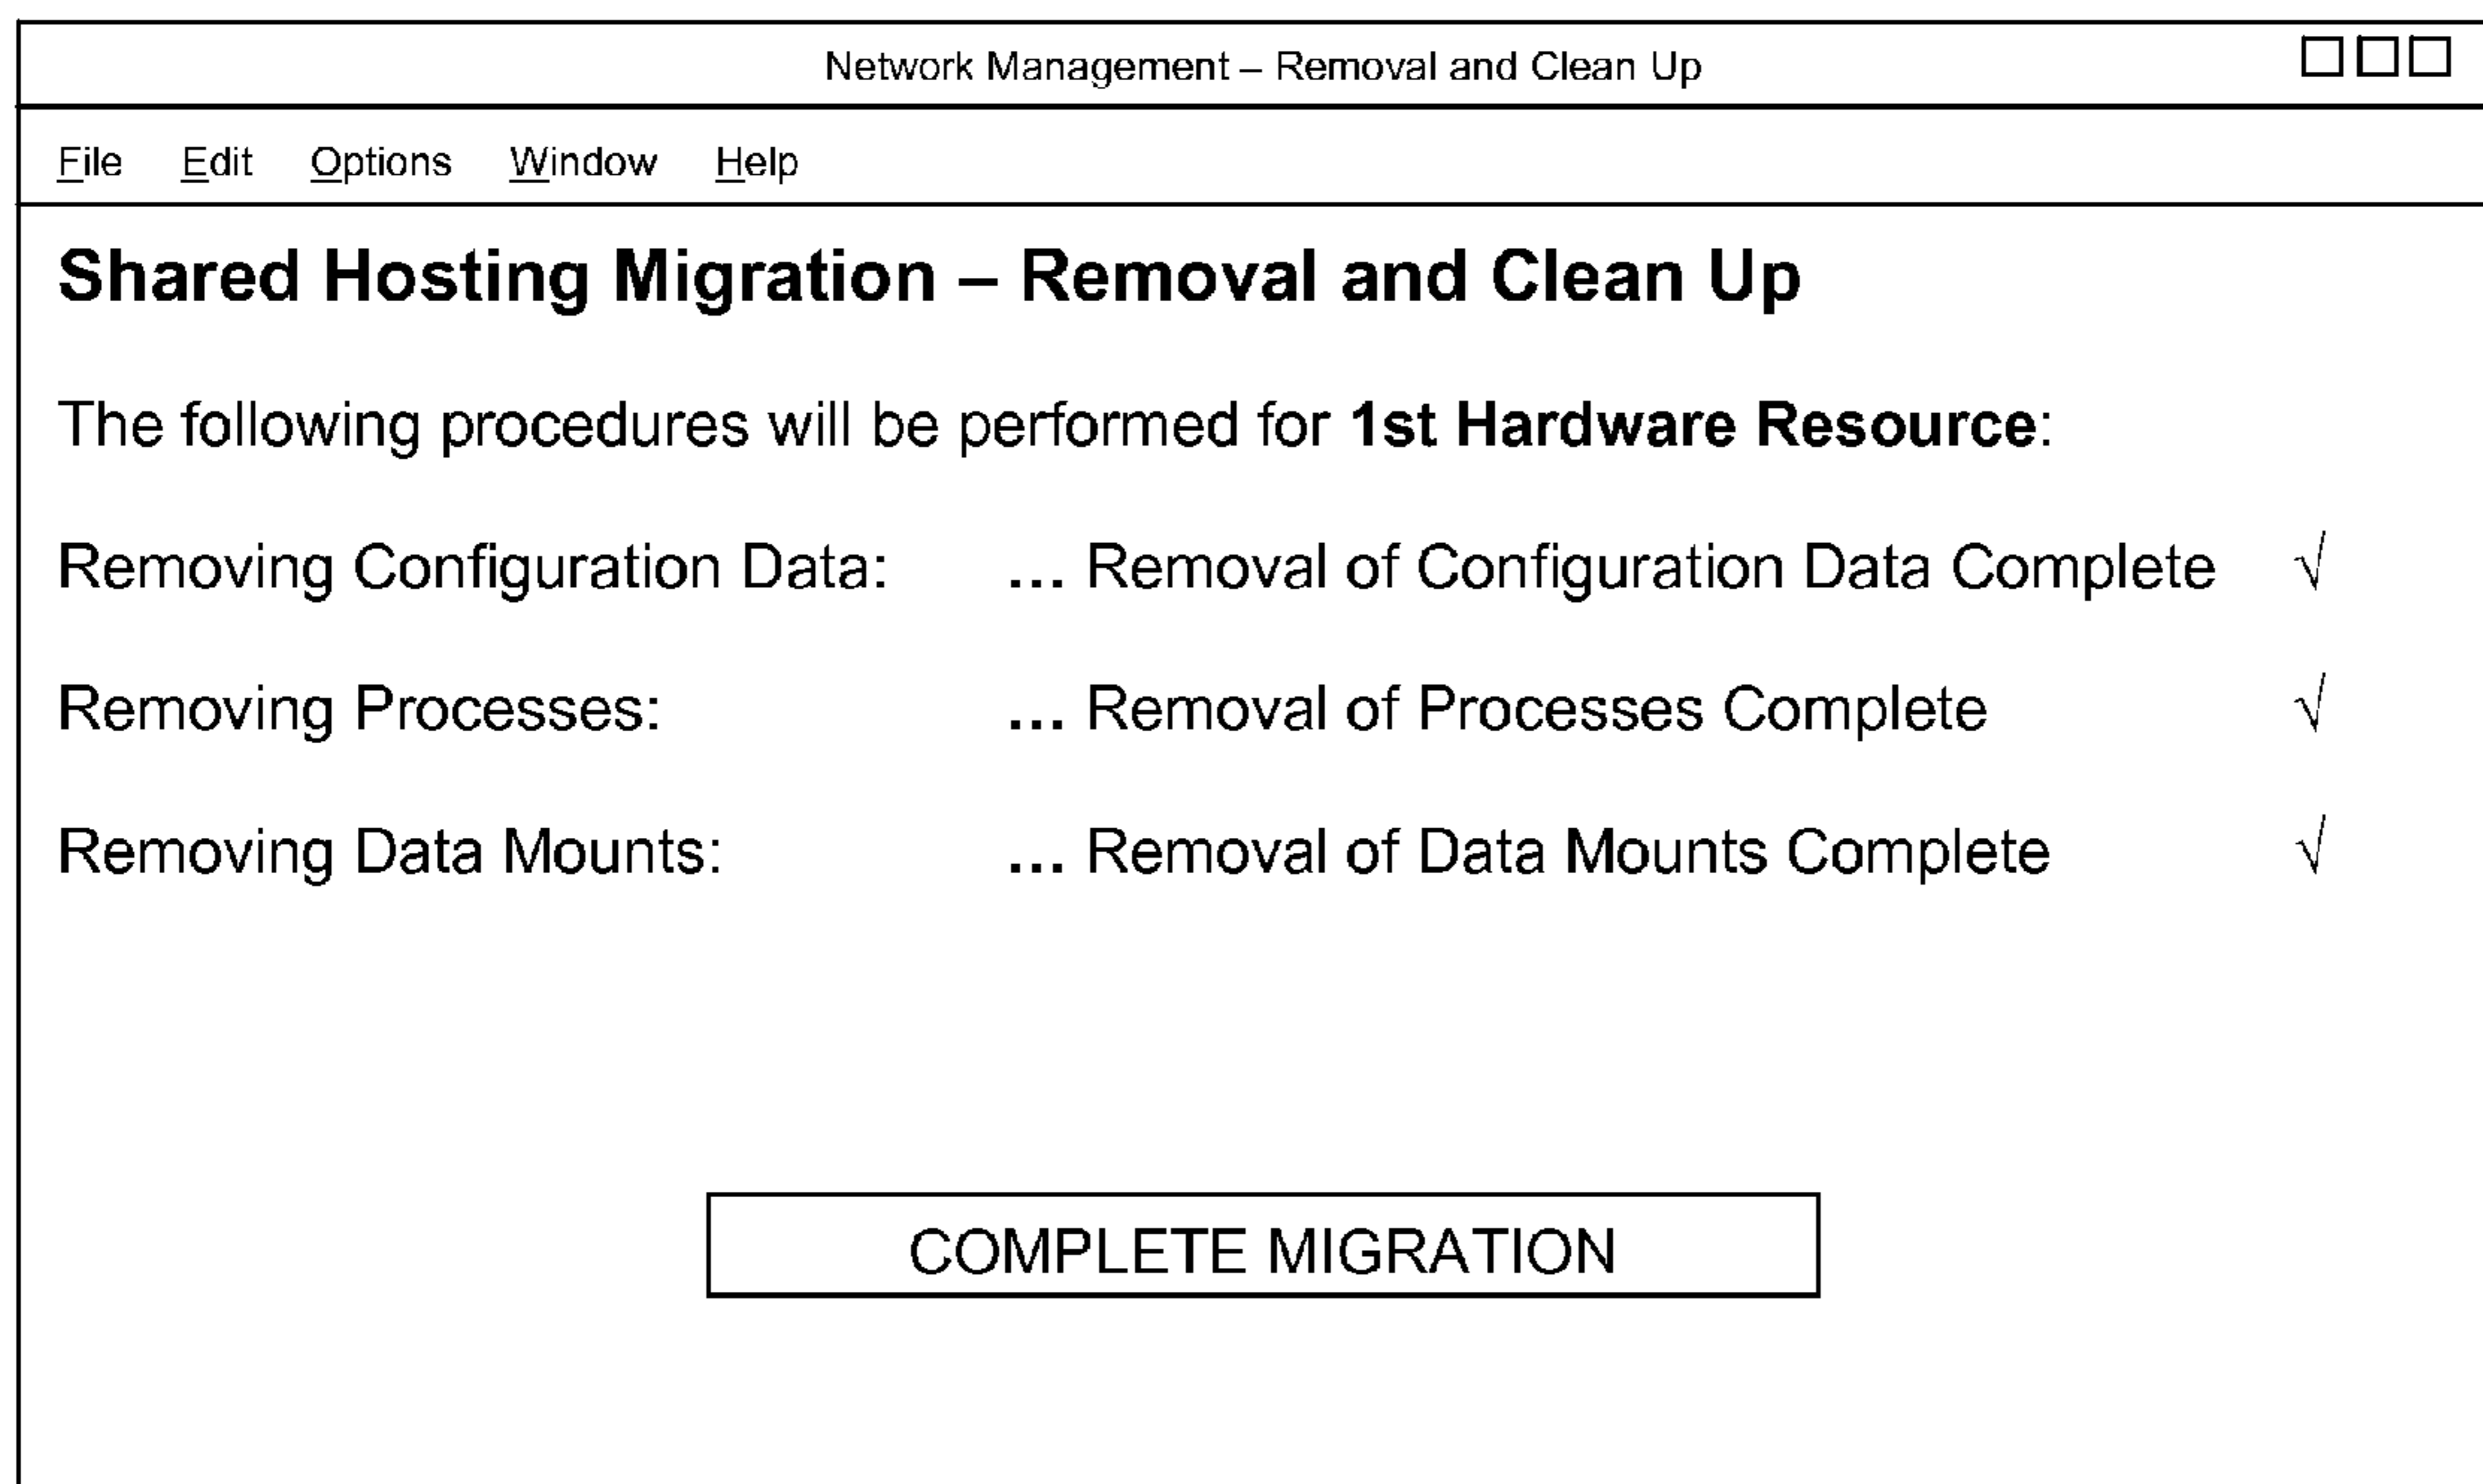 Network Management – Removal and Clean Up
File Edit Options Window Help
Shared Hosting Migration – Removal and Clean Up
The following procedures will be performed for 1st Hardware Resource:
Removing Configuration Data: ... Removal of Configuration Data Complete √
Removing Processes: ... Removal of Processes Complete √
Removing Data Mounts: ... Removal of Data Mounts Complete √
COMPLETE MIGRATION